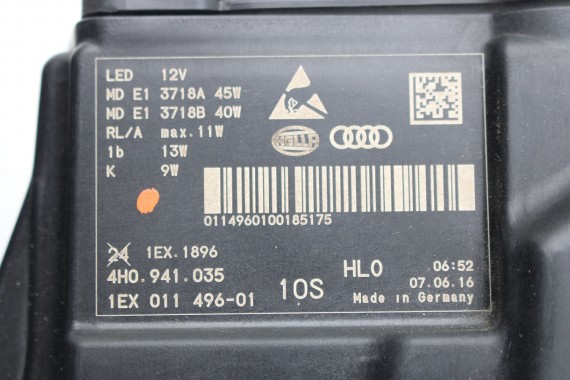 LED 12V
MD E1 3718A 45W
MD E1 3718B 40W
RL/A max.11W
1b 13W
K 9W
HELLA
0114960100185175
24 1EX.1896
4H0.941.035
1EX 011 496-01
10S
HL0
06:52
07.06.16
Made in Germany